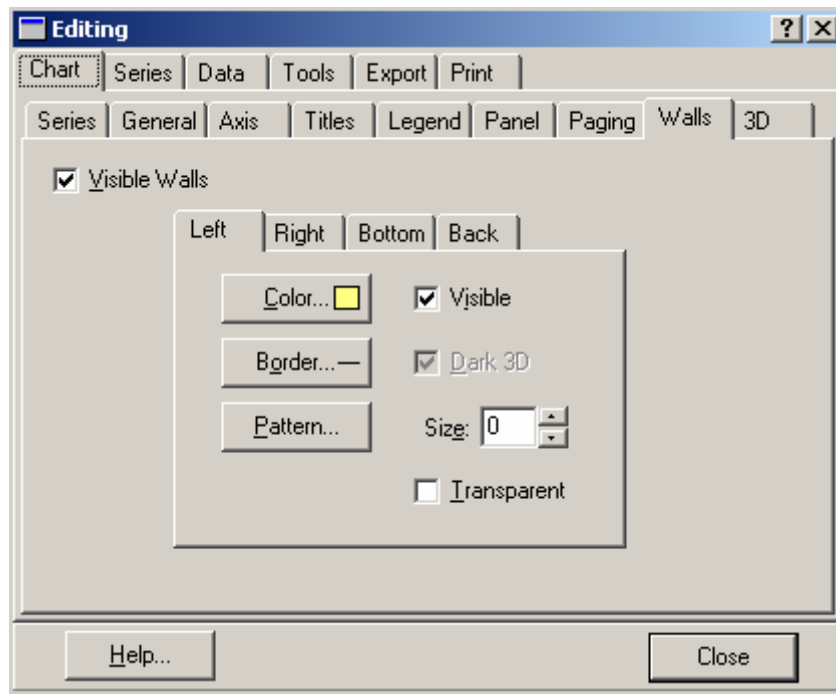 Editing
Chart Series Data Tools Export Print
Series General Axis Titles Legend Panel Paging Walls 3D
Visible Walls
Left Right Bottom Back
Color... Visible
Border... Dark 3D
Pattern... Size: 0
Transparent
Help... Close